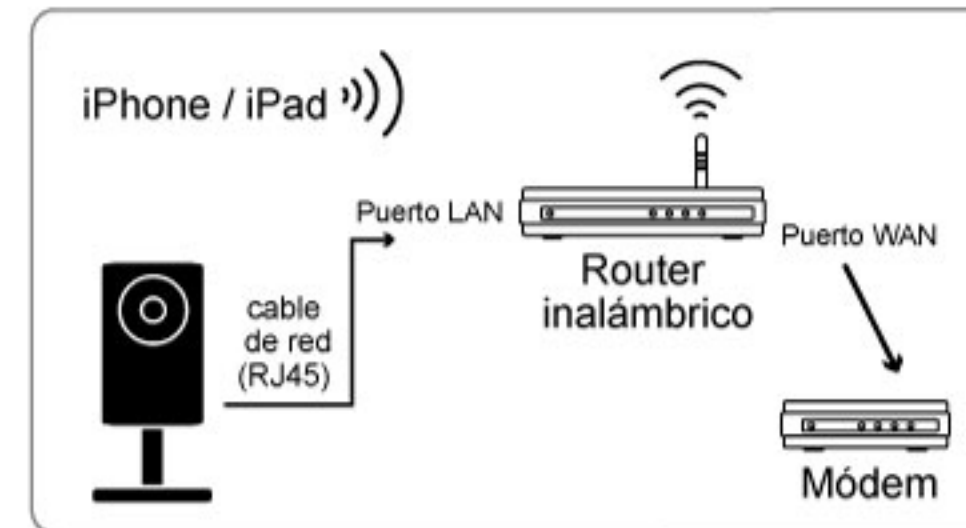 iPhone / iPad
Puerto LAN
Puerto WAN
Router
inalámbrico
cable
de red
(RJ45)
Módem